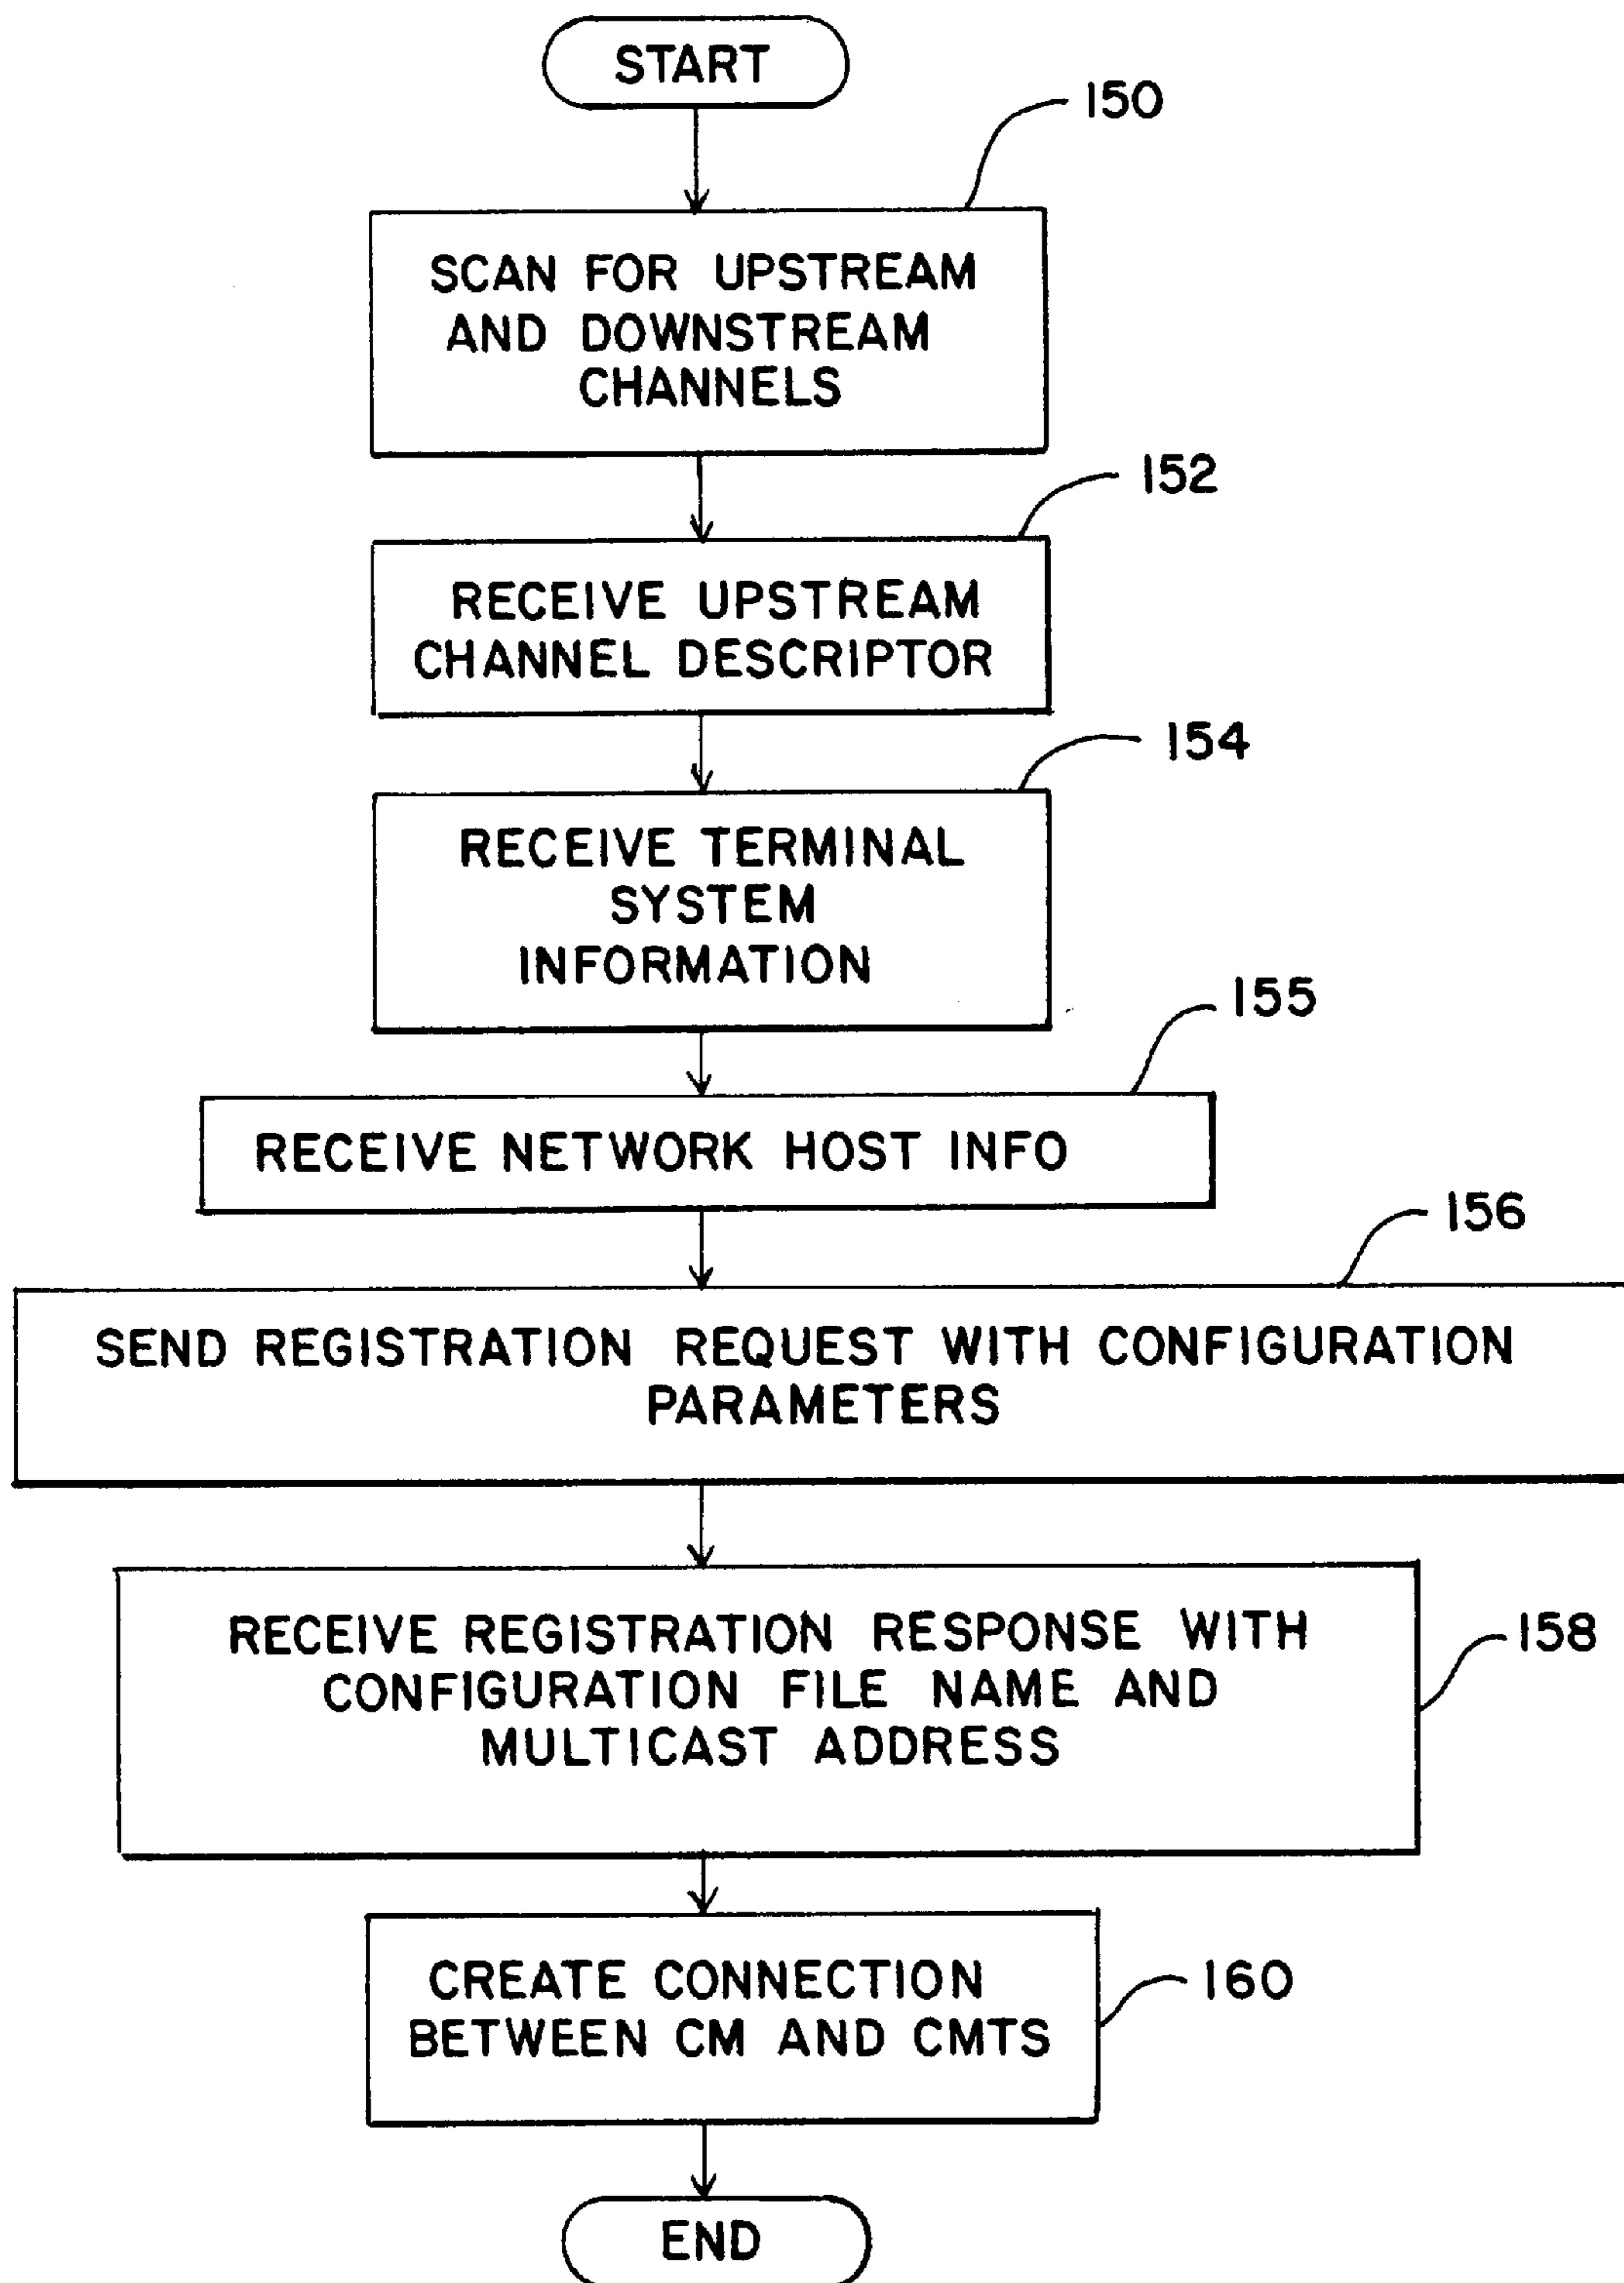 START
150
SCAN FOR UPSTREAM
AND DOWNSTREAM
CHANNELS
152
RECEIVE UPSTREAM
CHANNEL DESCRIPTOR
154
RECEIVE TERMINAL
SYSTEM
INFORMATION
155
RECEIVE NETWORK HOST INFO
156
SEND REGISTRATION REQUEST WITH CONFIGURATION
PARAMETERS
RECEIVE REGISTRATION RESPONSE WITH
158
CONFIGURATION FILE NAME AND
MULTICAST ADDRESS
CREATE CONNECTION
160
BETWEEN CM AND CMTS
END